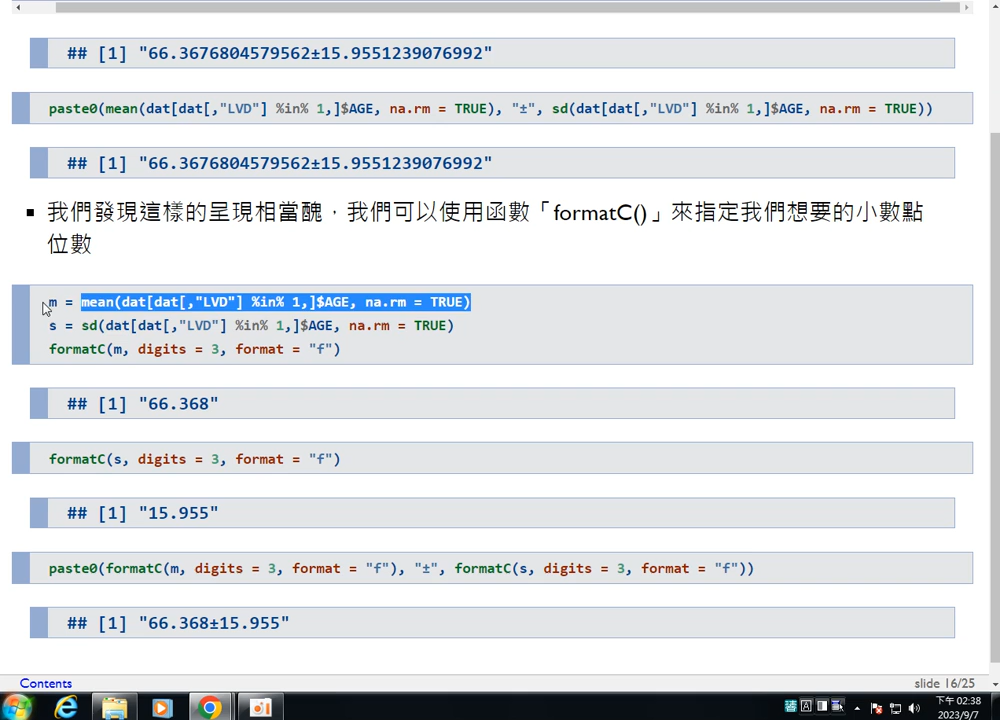 ## [1] "66.3676804579562±15.9551239076992"
paste0(mean(dat[dat[,"LVD"] %in% 1,]$AGE, na.rm = TRUE), "±", sd(dat[dat[,"LVD"] %in% 1,]$AGE, na.rm = TRUE))
## [1] "66.3676804579562±15.9551239076992"
▪ 我們發現這樣的呈現相當醜，我們可以使用函數「formatC()」來指定我們想要的小數點
位數
m = mean(dat[dat[,"LVD"] %in% 1,]$AGE, na.rm = TRUE)
s = sd(dat[dat[,"LVD"] %in% 1,]$AGE, na.rm = TRUE)
formatC(m, digits = 3, format = "f")
## [1] "66.368"
formatC(s, digits = 3, format = "f")
## [1] "15.955"
paste0(formatC(m, digits = 3, format = "f"), "±", formatC(s, digits = 3, format = "f"))
## [1] "66.368±15.955"
Contents
slide 16/25
下午 02:38
2023/9/7